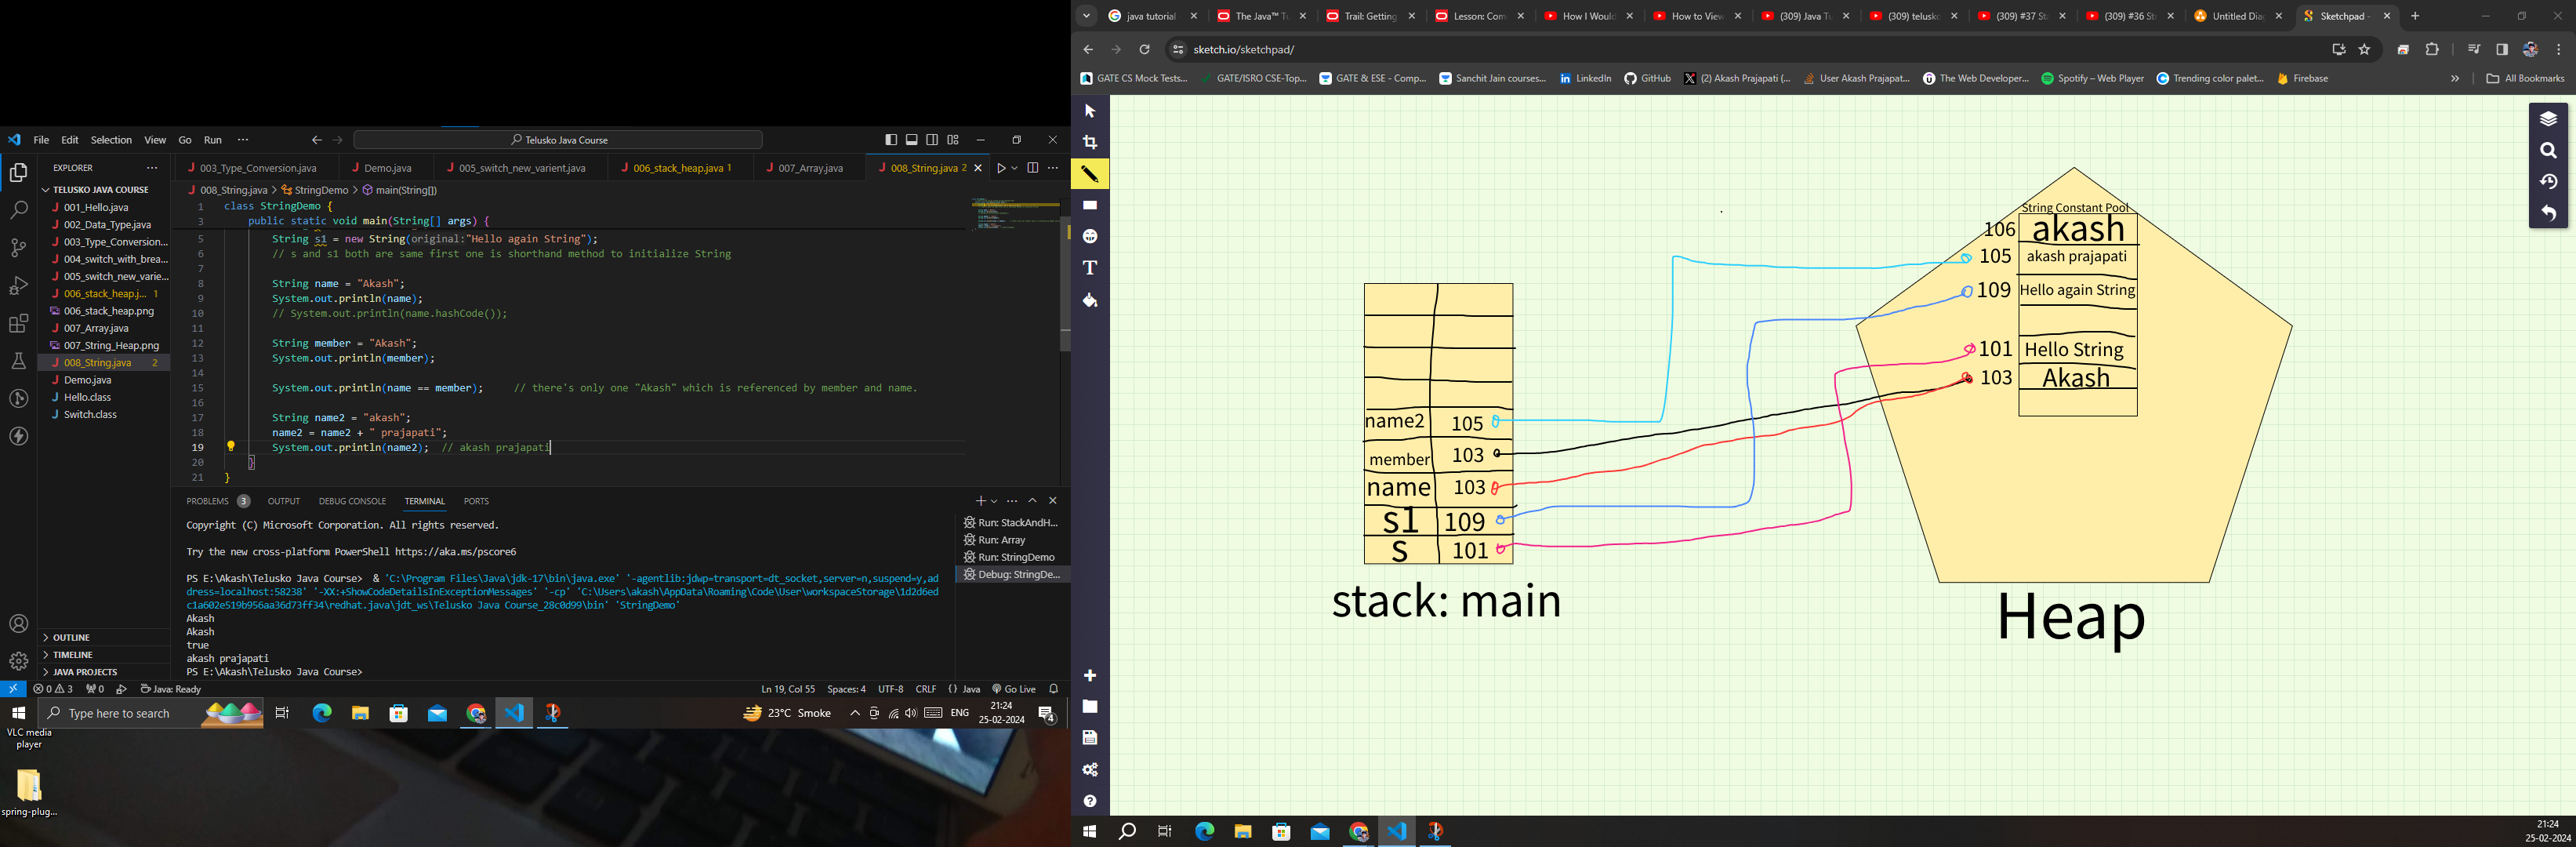 File Edit Selection View Go Run ··· Telusko Java Course
EXPLORER ···
TELUSKO JAVA COURSE
001_Hello.java
002_Data_Type.java
003_Type_Conversion...
004_switch_with_brea...
005_switch_new_varie...
006_stack_heap.j... 1
006_stack_heap.png
007_Array.java
007_String_Heap.png
008_String.java 2
Demo.java
Hello.class
Switch.class
OUTLINE
TIMELINE
JAVA PROJECTS
003_Type_Conversion.java Demo.java 005_switch_new_varient.java 006_stack_heap.java 1 007_Array.java 008_String.java 2
008_String.java > StringDemo > main(String[])
1 class StringDemo {
3 public static void main(String[] args) {
5 String s1 = new String(original:"Hello again String");
6 // s and s1 both are same first one is shorthand method to initialize String
7
8 String name = "Akash";
9 System.out.println(name);
10 // System.out.println(name.hashCode());
11
12 String member = "Akash";
13 System.out.println(member);
14
15 System.out.println(name == member); // there's only one "Akash" which is referenced by member and name.
16
17 String name2 = "akash";
18 name2 = name2 + " prajapati";
19 System.out.println(name2); // akash prajapati
20 }
21 }
PROBLEMS 3 OUTPUT DEBUG CONSOLE TERMINAL PORTS
Copyright (C) Microsoft Corporation. All rights reserved.
Try the new cross-platform PowerShell https://aka.ms/pscore6
PS E:\Akash\Telusko Java Course> & 'C:\Program Files\Java\jdk-17\bin\java.exe' '-agentlib:jdwp=transport=dt_socket,server=n,suspend=y,ad
dress=localhost:58238' '-XX:+ShowCodeDetailsInExceptionMessages' '-cp' 'C:\Users\akash\AppData\Roaming\Code\User\workspaceStorage\1d2d6ed
c1a602e519b956aa36d73ff34\redhat.java\jdt_ws\Telusko Java Course_28c0d99\bin' 'StringDemo'
Akash
Akash
true
akash prajapati
PS E:\Akash\Telusko Java Course>
Run: StackAndH...
Run: Array
Run: StringDemo
Debug: StringDe...
0 3 0 Java: Ready Ln 19, Col 55 Spaces: 4 UTF-8 CRLF {} Java Go Live
Type here to search 23°C Smoke ENG 21:24
25-02-2024 4
VLC media
player
spring-plug...
java tutorial The Java™ Tu Trail: Getting Lesson: Com How I Would How to View (309) Java Tu (309) telusko (309) #37 Sta (309) #36 St Untitled Dia Sketchpad -
sketch.io/sketchpad/
GATE CS Mock Tests... GATE/ISRO CSE-Top... GATE & ESE - Comp... Sanchit Jain courses... LinkedIn GitHub (2) Akash Prajapati (... User Akash Prajapat... The Web Developer... Spotify – Web Player Trending color palet... Firebase » All Bookmarks
String Constant Pool
106 akash
105 akash prajapati
109 Hello again String
101 Hello String
103 Akash
name2 105
member 103
name 103
s1 109
s 101
stack: main
Heap
21:24
25-02-2024